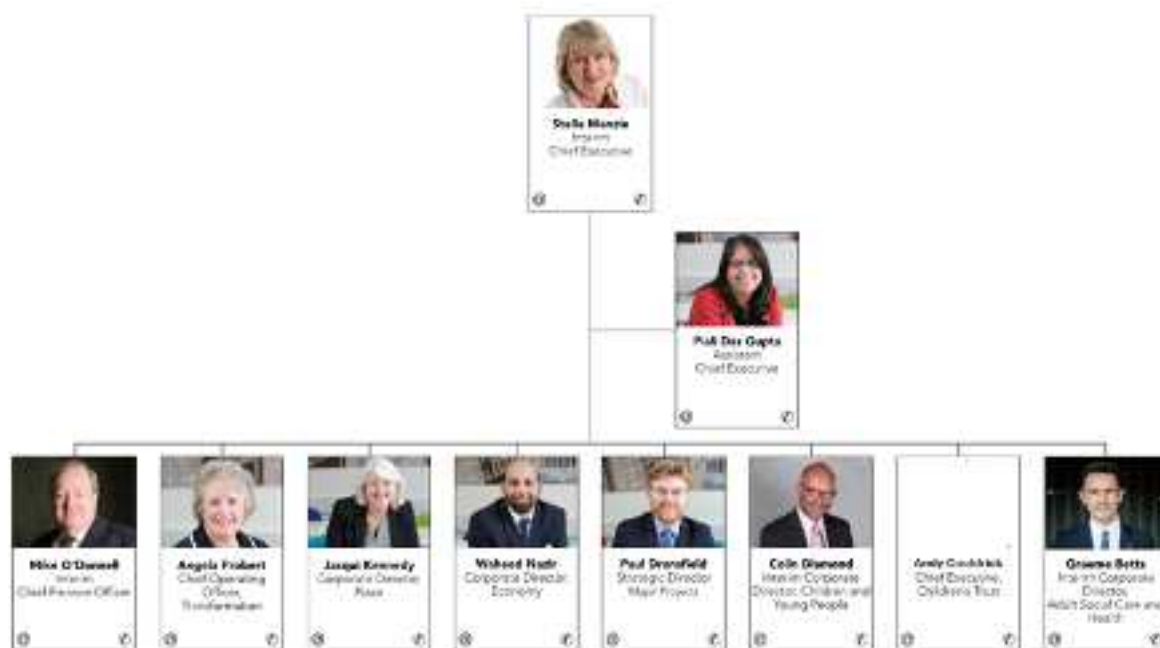 Stella Manzie
Interim
Chief Executive
Piali Das Gupta
Assistant
Chief Executive
Mike O'Donnell
Interim
Chief Finance Officer
Angela Probert
Chief Operating
Officer,
Transformation
Jacqui Kennedy
Corporate Director,
Place
Waheed Nazir
Corporate Director,
Economy
Paul Dransfield
Strategic Director
Major Projects
Colin Diamond
Interim Corporate
Director, Children and
Young People
Andy Couldrick
Chief Executive,
Children's Trust
Graeme Betts
Interim Corporate
Director,
Adult Social Care and
Health